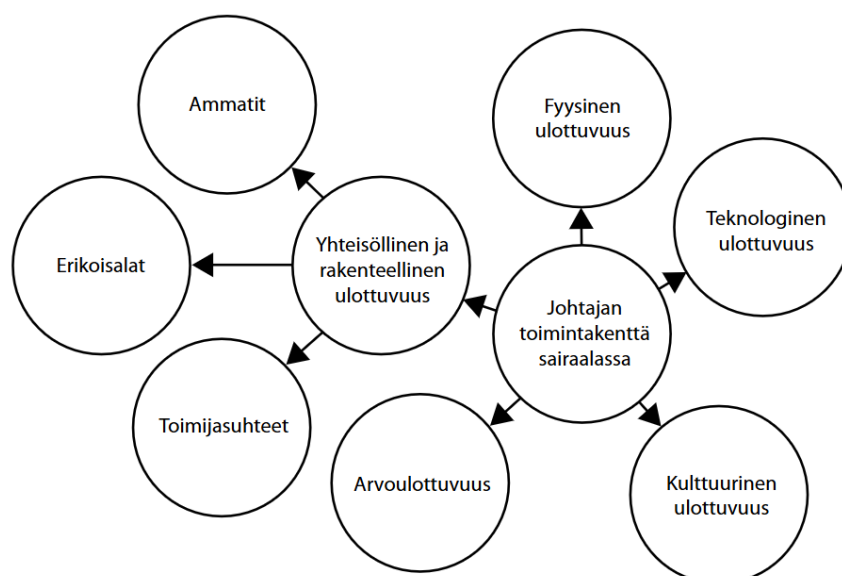 Ammatit
Fyysinen
ulottuvuus
Teknologinen
ulottuvuus
Erikoisalat
Yhteisöllinen ja
rakenteellinen
ulottuvuus
Johtajan
toimintakenttä
sairaalassa
Toimijasuhteet
Arvoulottuvuus
Kulttuurinen
ulottuvuus